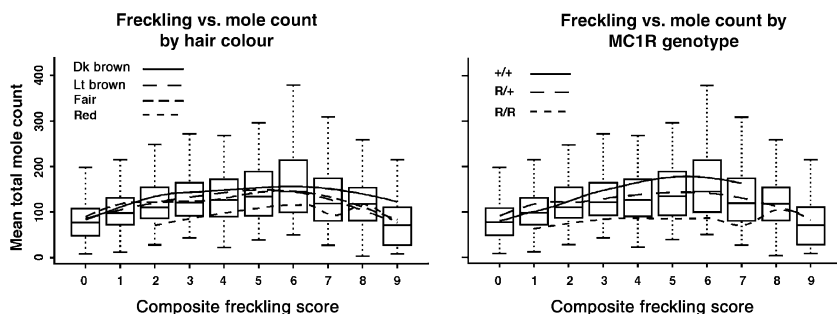 Freckling vs. mole count
by hair colour
Dk brown
Lt brown
Fair
Red
Mean total mole count
400
300
200
100
0
0 1 2 3 4 5 6 7 8 9
Composite freckling score
Freckling vs. mole count by
MC1R genotype
+/+
R/+
R/R
0 1 2 3 4 5 6 7 8 9
Composite freckling score